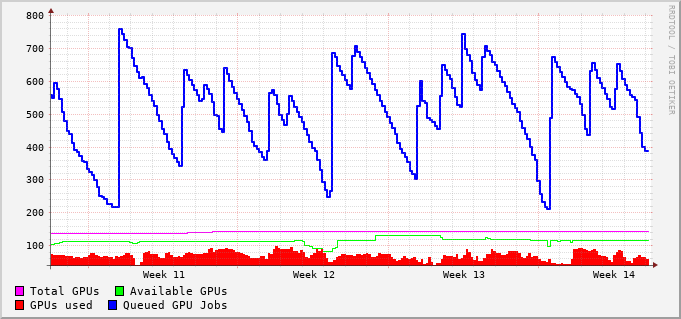 800
700
600
500
400
300
200
100
Week 11 Week 12 Week 13 Week 14
Total GPUs Available GPUs
GPUs used Queued GPU Jobs
RRDTOOL / TOBI OETIKER